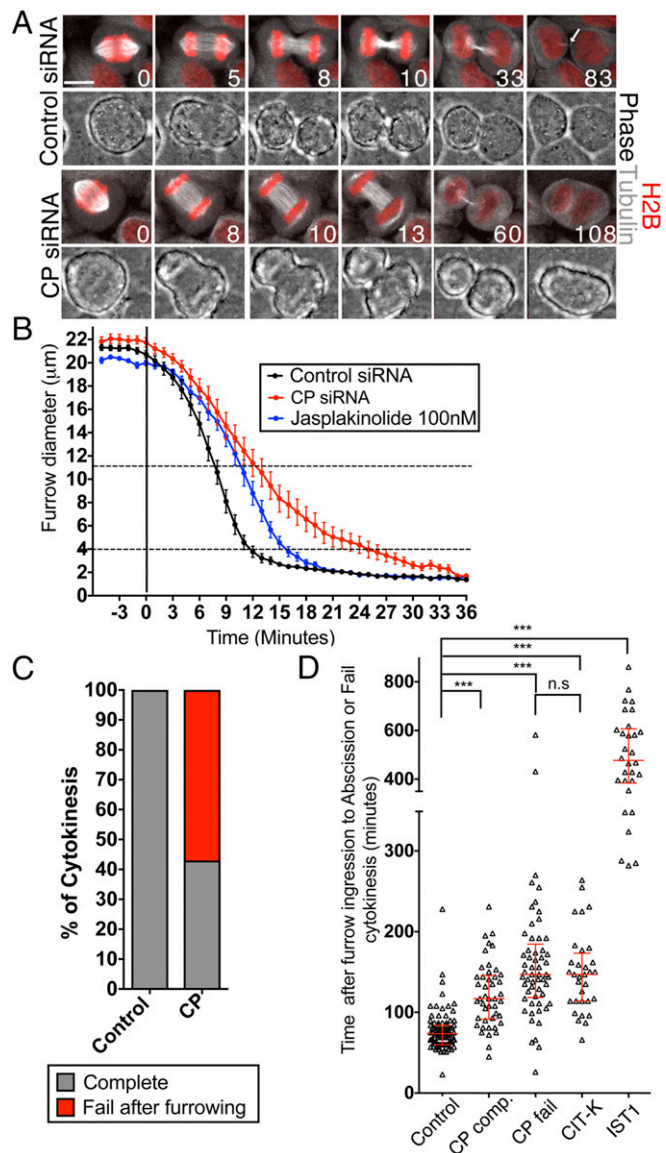 A
Control siRNA
0 5 8 10 33 83
CP siRNA
0 8 10 13 60 108
Phase
Tubulin
H2B
B
Furrow diameter (μm)
22
20
18
16
14
12
10
8
6
4
2
0
Control siRNA
CP siRNA
Jasplakinolide 100nM
-3 0 3 6 9 12 15 18 21 24 27 30 33 36
Time (Minutes)
C
% of Cytokinesis
100
90
80
70
60
50
40
30
20
10
0
Control CP
Complete
Fail after furrowing
D
Time after furrow ingression to Abscission or Fail
cytokinesis (minutes)
***
***
***
***
n.s
800
600
400
300
200
100
0
Control CP comp. CP fail CIT-K IST1